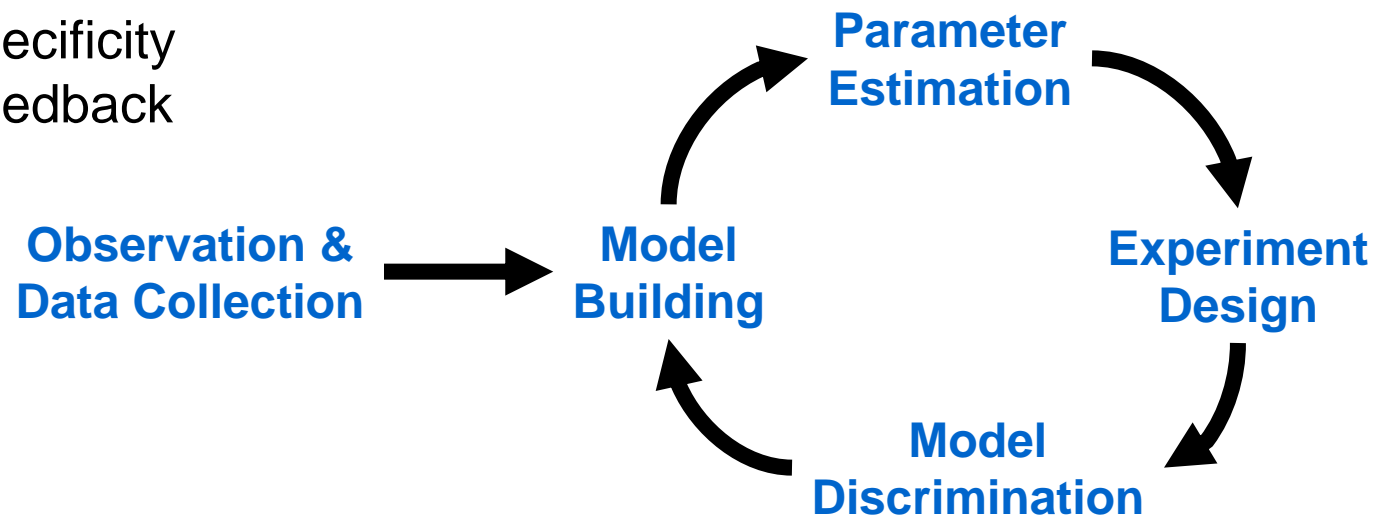 ecificity
edback
Parameter
Estimation
Observation &
Data Collection
Model
Building
Experiment
Design
Model
Discrimination